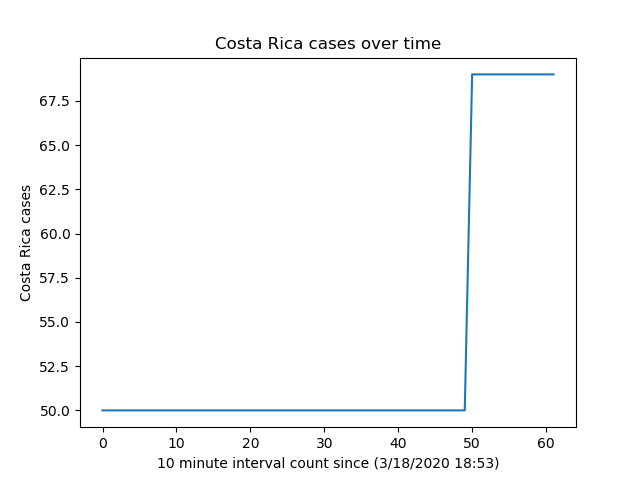 Costa Rica cases over time
Costa Rica cases
67.5
65.0
62.5
60.0
57.5
55.0
52.5
50.0
0 10 20 30 40 50 60
10 minute interval count since (3/18/2020 18:53)